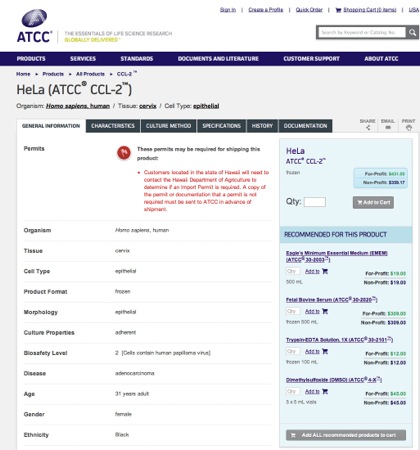 Sign In | Create a Profile | Quick Order | Shopping Cart (0 items) | USA
ATCC®
THE ESSENTIALS OF LIFE SCIENCE RESEARCH
GLOBALLY DELIVERED™
Search by Keyword or Catalog No.
PRODUCTS SERVICES STANDARDS DOCUMENTS AND LITERATURE CUSTOMER SUPPORT ABOUT ATCC
Home ▸ Products ▸ All Products ▸ CCL-2™
HeLa (ATCC® CCL-2™)
Organism: Homo sapiens, human / Tissue: cervix / Cell Type: epithelial
SHARE EMAIL PRINT
GENERAL INFORMATION CHARACTERISTICS CULTURE METHOD SPECIFICATIONS HISTORY DOCUMENTATION
Permits
These permits may be required for shipping this
product:
• Customers located in the state of Hawaii will need to
contact the Hawaii Department of Agriculture to
determine if an Import Permit is required. A copy of
the permit or documentation that a permit is not
required must be sent to ATCC in advance of
shipment.
Organism Homo sapiens, human
Tissue cervix
Cell Type epithelial
Product Format frozen
Morphology epithelial
Culture Properties adherent
Biosafety Level 2 [Cells contain human papilloma virus]
Disease adenocarcinoma
Age 31 years adult
Gender female
Ethnicity Black
HeLa
ATCC® CCL-2™
frozen
For-Profit:
Non-Profit:
Qty: Add to Cart
RECOMMENDED FOR THIS PRODUCT
Eagle's Minimum Essential Medium (EMEM)
(ATCC® 30-2003™)
Qty Add to For-Profit: $19.00
500 mL Non-Profit: $19.00
Fetal Bovine Serum (ATCC® 30-2020™)
Qty Add to For-Profit: $309.00
frozen 500 mL Non-Profit: $309.00
Trypsin-EDTA Solution, 1X (ATCC® 30-2101™)
Qty Add to For-Profit: $12.00
frozen 100 mL Non-Profit: $12.00
Dimethylsulfoxide (DMSO) (ATCC® 4-X™)
Qty Add to For-Profit: $45.00
5 x 5 mL vials Non-Profit: $45.00
Add ALL recommended products to cart